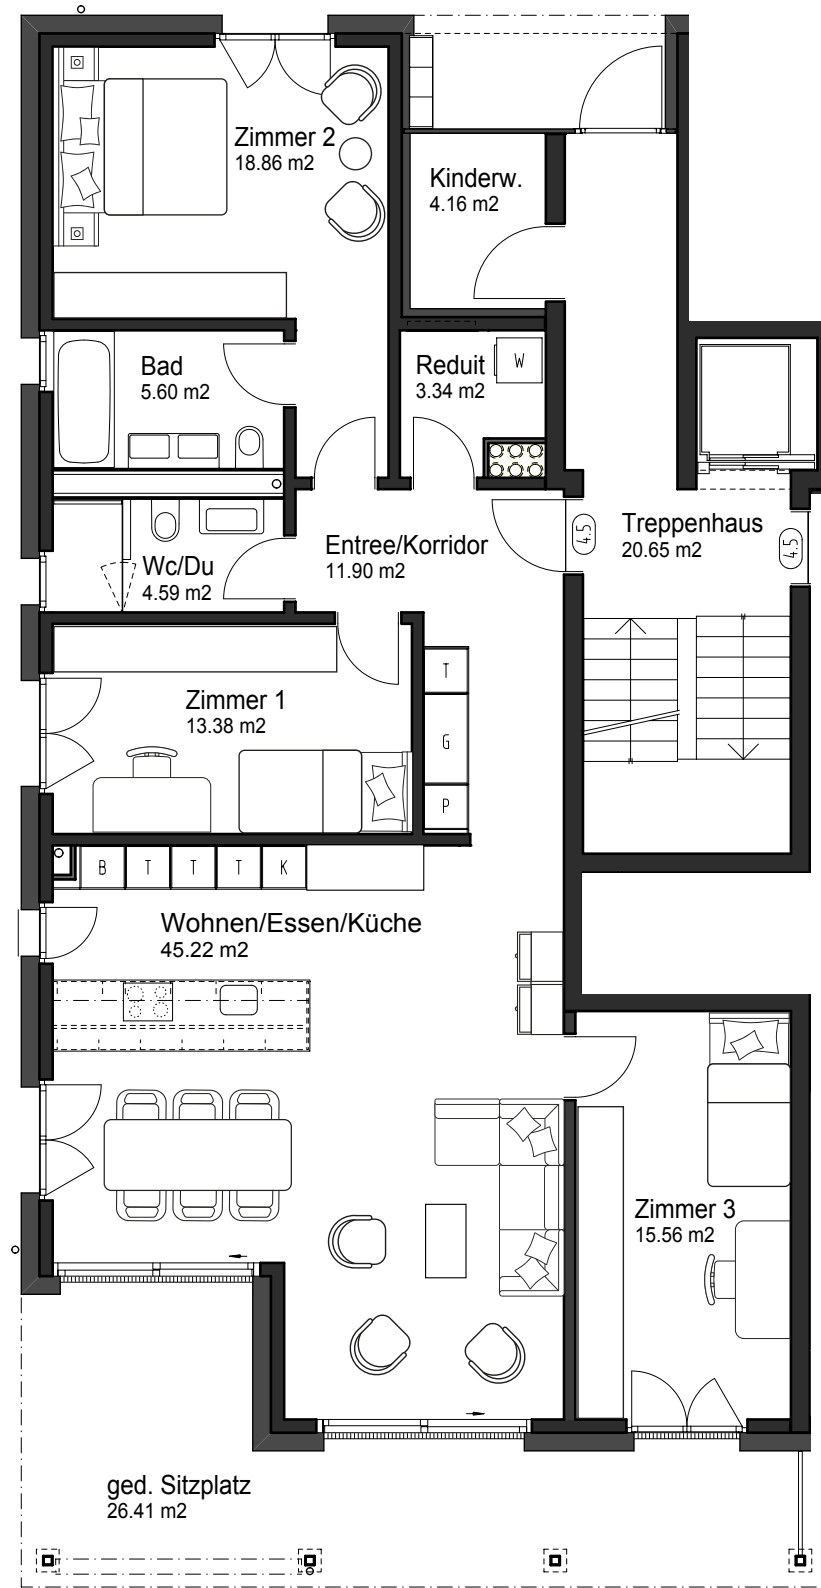 Zimmer 2
18.86 m2
Kinderw.
4.16 m2
Bad
5.60 m2
Reduit
3.34 m2
W
Entree/Korridor
11.90 m2
4.5
Treppenhaus
20.65 m2
4.5
Wc/Du
4.59 m2
Zimmer 1
13.38 m2
T
G
P
B T T T K
Wohnen/Essen/Küche
45.22 m2
Zimmer 3
15.56 m2
ged. Sitzplatz
26.41 m2